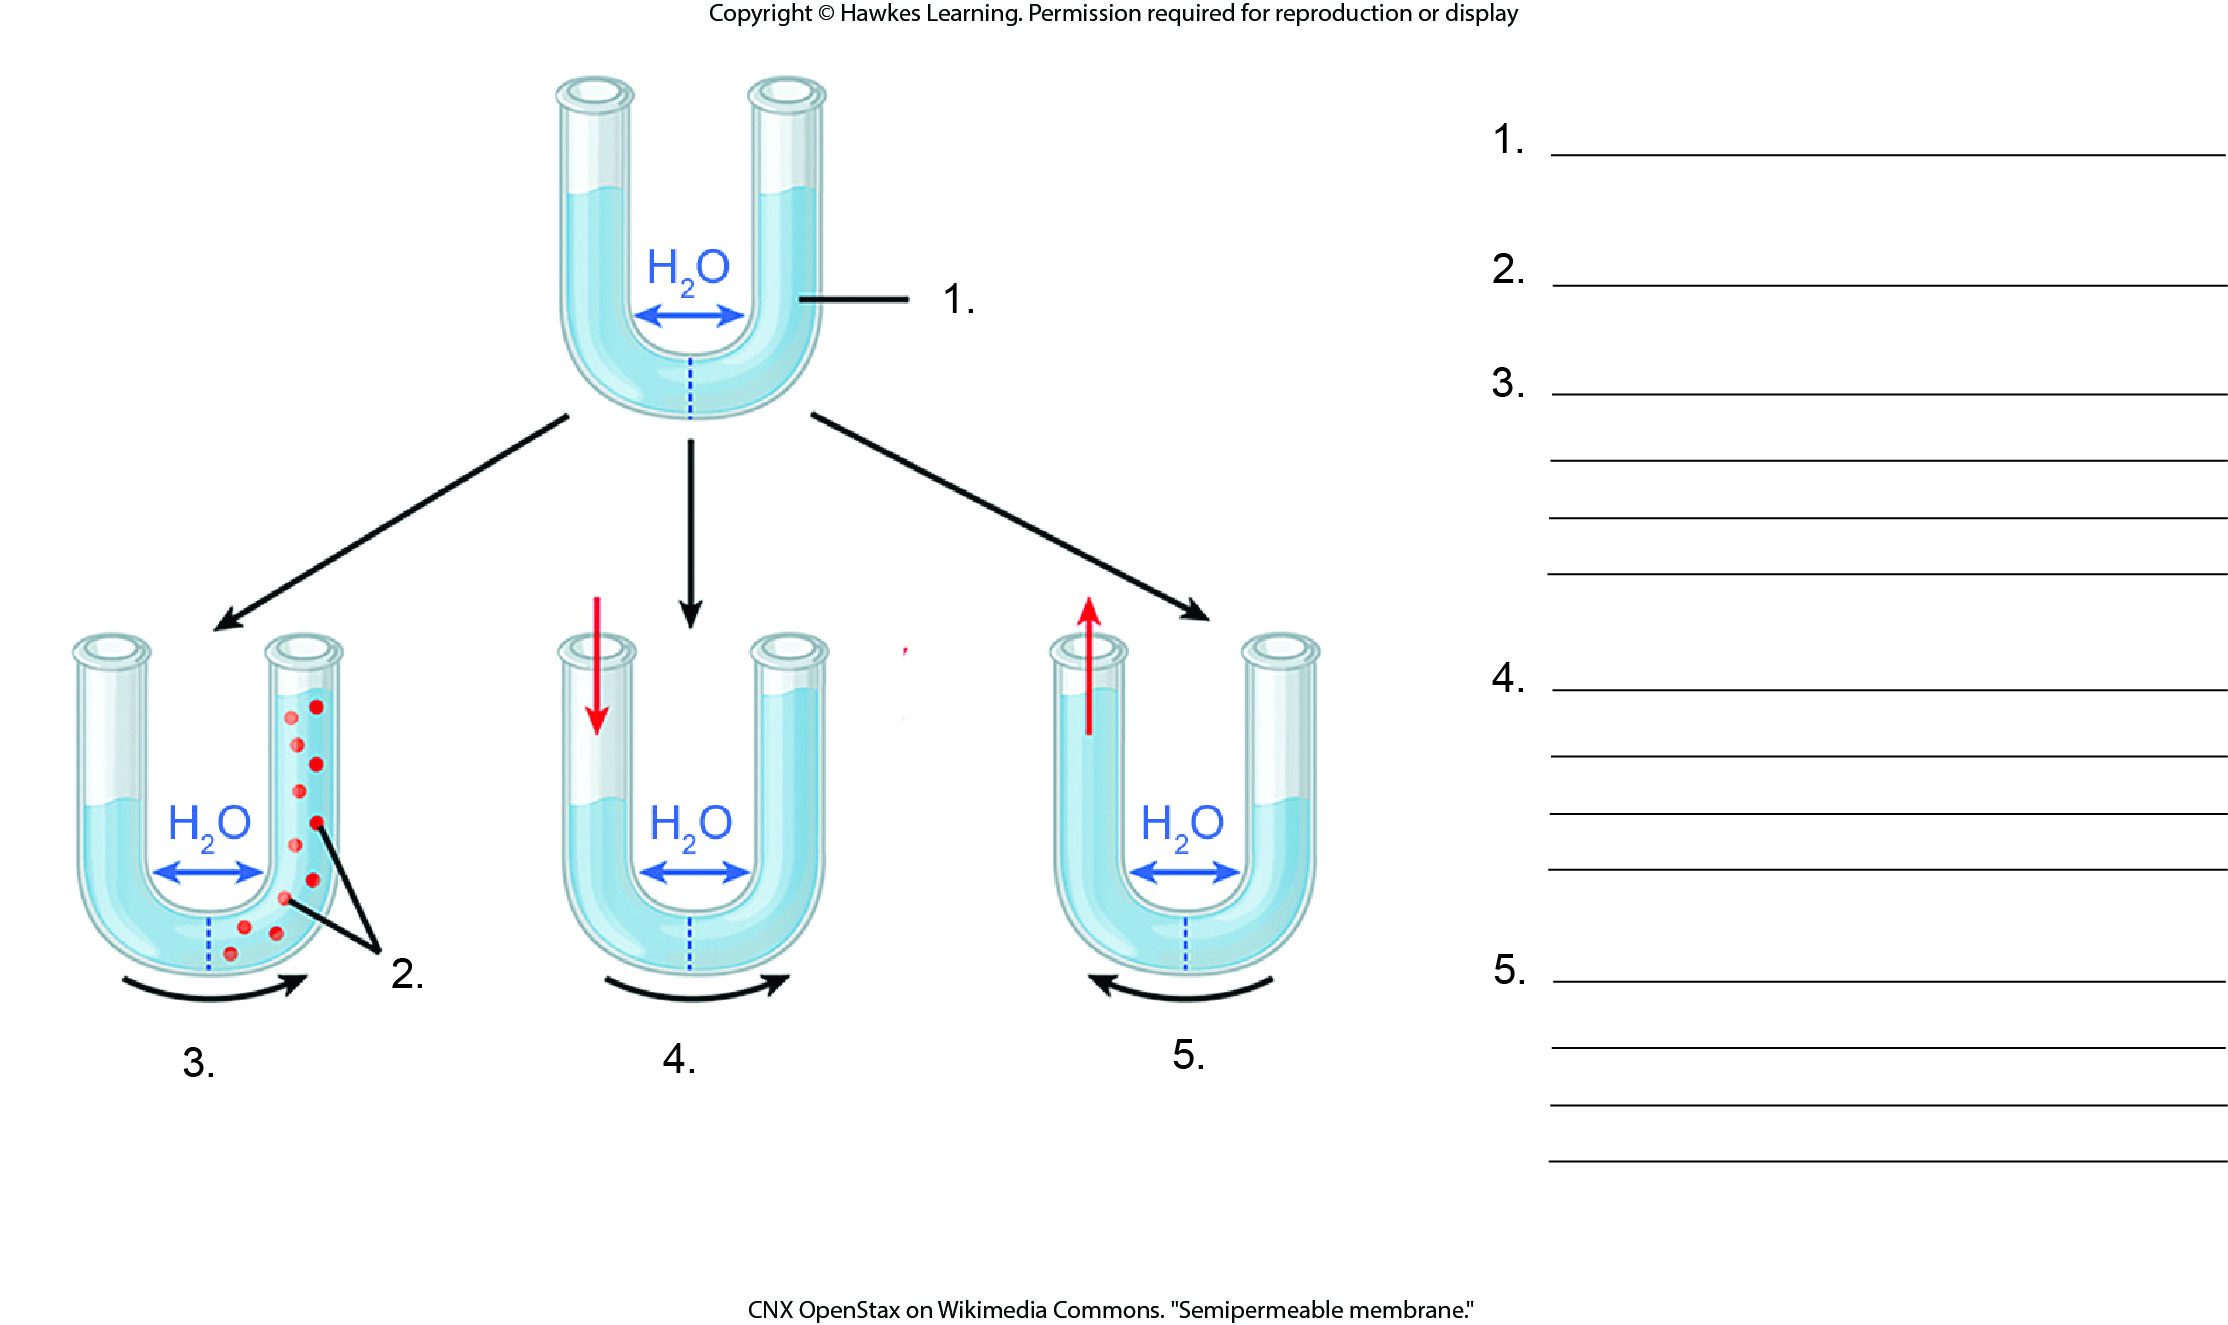 Copyright © Hawkes Learning. Permission required for reproduction or display
H₂O
1.
H₂O
2.
3.
H₂O
4.
H₂O
5.
1.
2.
3.
4.
5.
CNX OpenStax on Wikimedia Commons. "Semipermeable membrane."